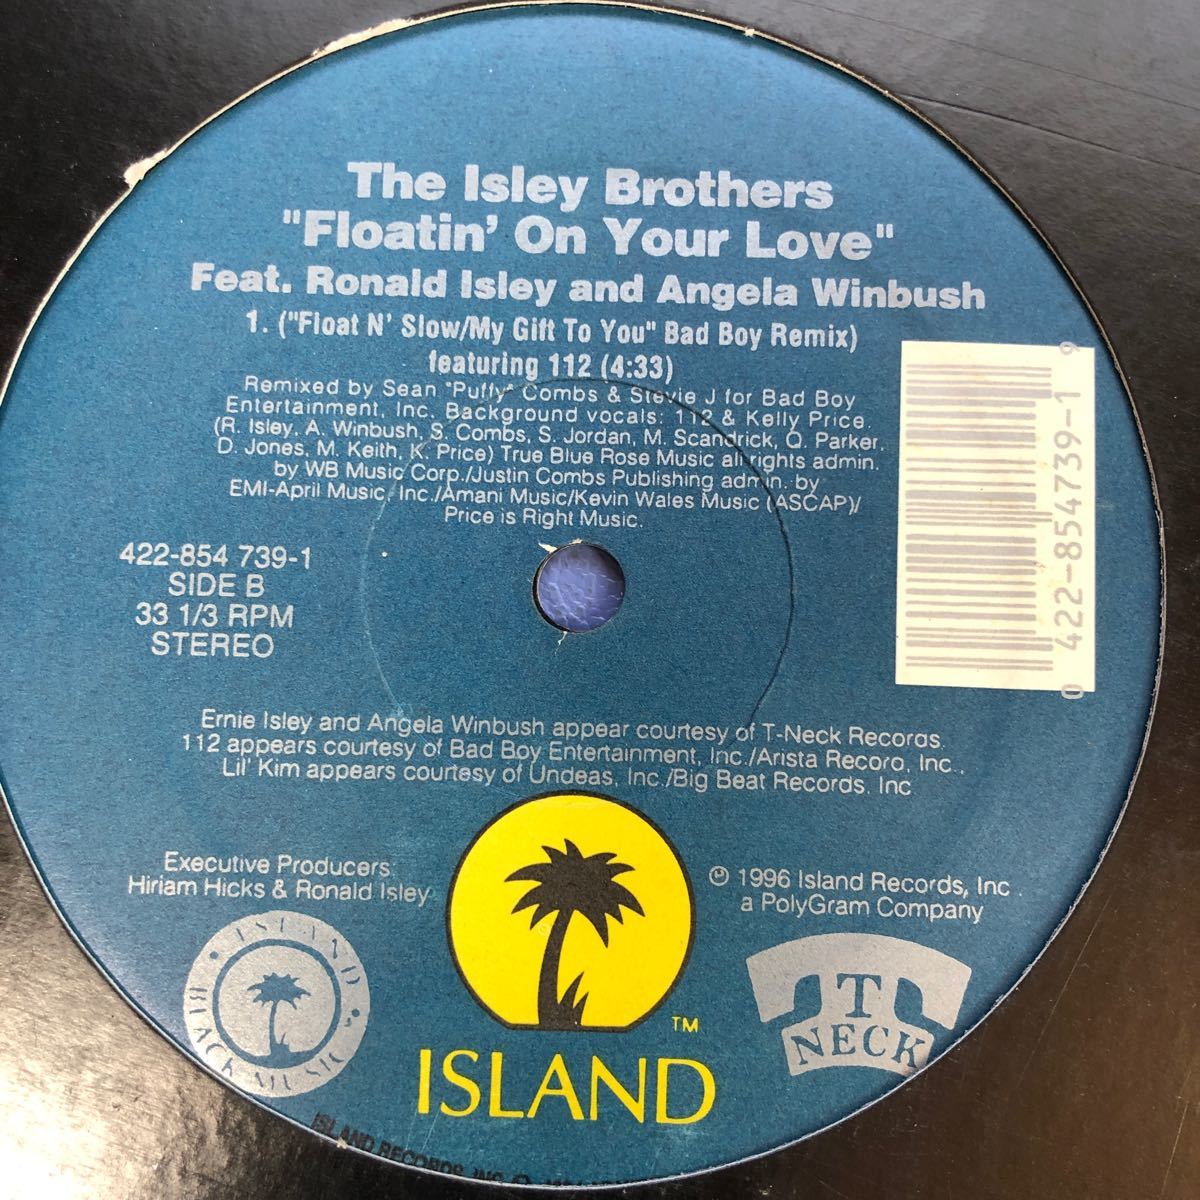 The Isley Brothers
"Floatin' On Your Love"
Feat. Ronald Isley and Angela Winbush
1. ("Float N' Slow/My Gift To You" Bad Boy Remix)
featuring 112 (4:33)
Remixed by Sean "Puffy" Combs & Stevie J for Bad Boy
Entertainment, Inc. Background vocals: 112 & Kelly Price.
(R. Isley, A. Winbush, S. Combs, S. Jordan, M. Scandrick, Q. Parker,
D. Jones, M. Keith, K. Price) True Blue Rose Music all rights admin.
by WB Music Corp./Justin Combs Publishing admin. by
EMI-April Music, Inc./Amani Music/Kevin Wales Music (ASCAP)/
Price is Right Music.
422-854 739-1
SIDE B
33 1/3 RPM
STEREO
0 422-854739-1 9
Ernie Isley and Angela Winbush appear courtesy of T-Neck Records.
112 appears courtesy of Bad Boy Entertainment, Inc./Arista Record, Inc.,
Lil' Kim appears courtesy of Undeas, Inc./Big Beat Records, Inc.
Executive Producers:
Hiriam Hicks & Ronald Isley
℗ 1996 Island Records, Inc.
a PolyGram Company
ISLAND
BLACK MUSIC
TM
ISLAND
T
NECK
ISLAND RECORDS, INC.